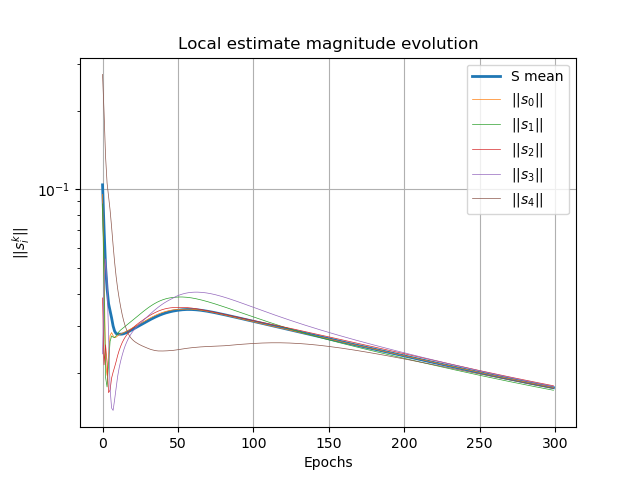 Local estimate magnitude evolution
S mean
||s₀||
||s₁||
||s₂||
||s₃||
||s₄||
10⁻¹
||sᵢᵏ||
0 50 100 150 200 250 300
Epochs